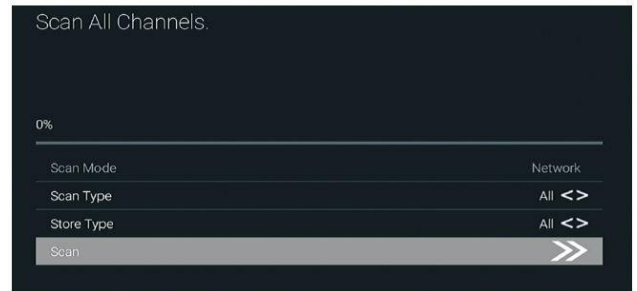 Scan All Channels.
0%
Scan Mode Network
Scan Type All <>
Store Type All <>
Scan